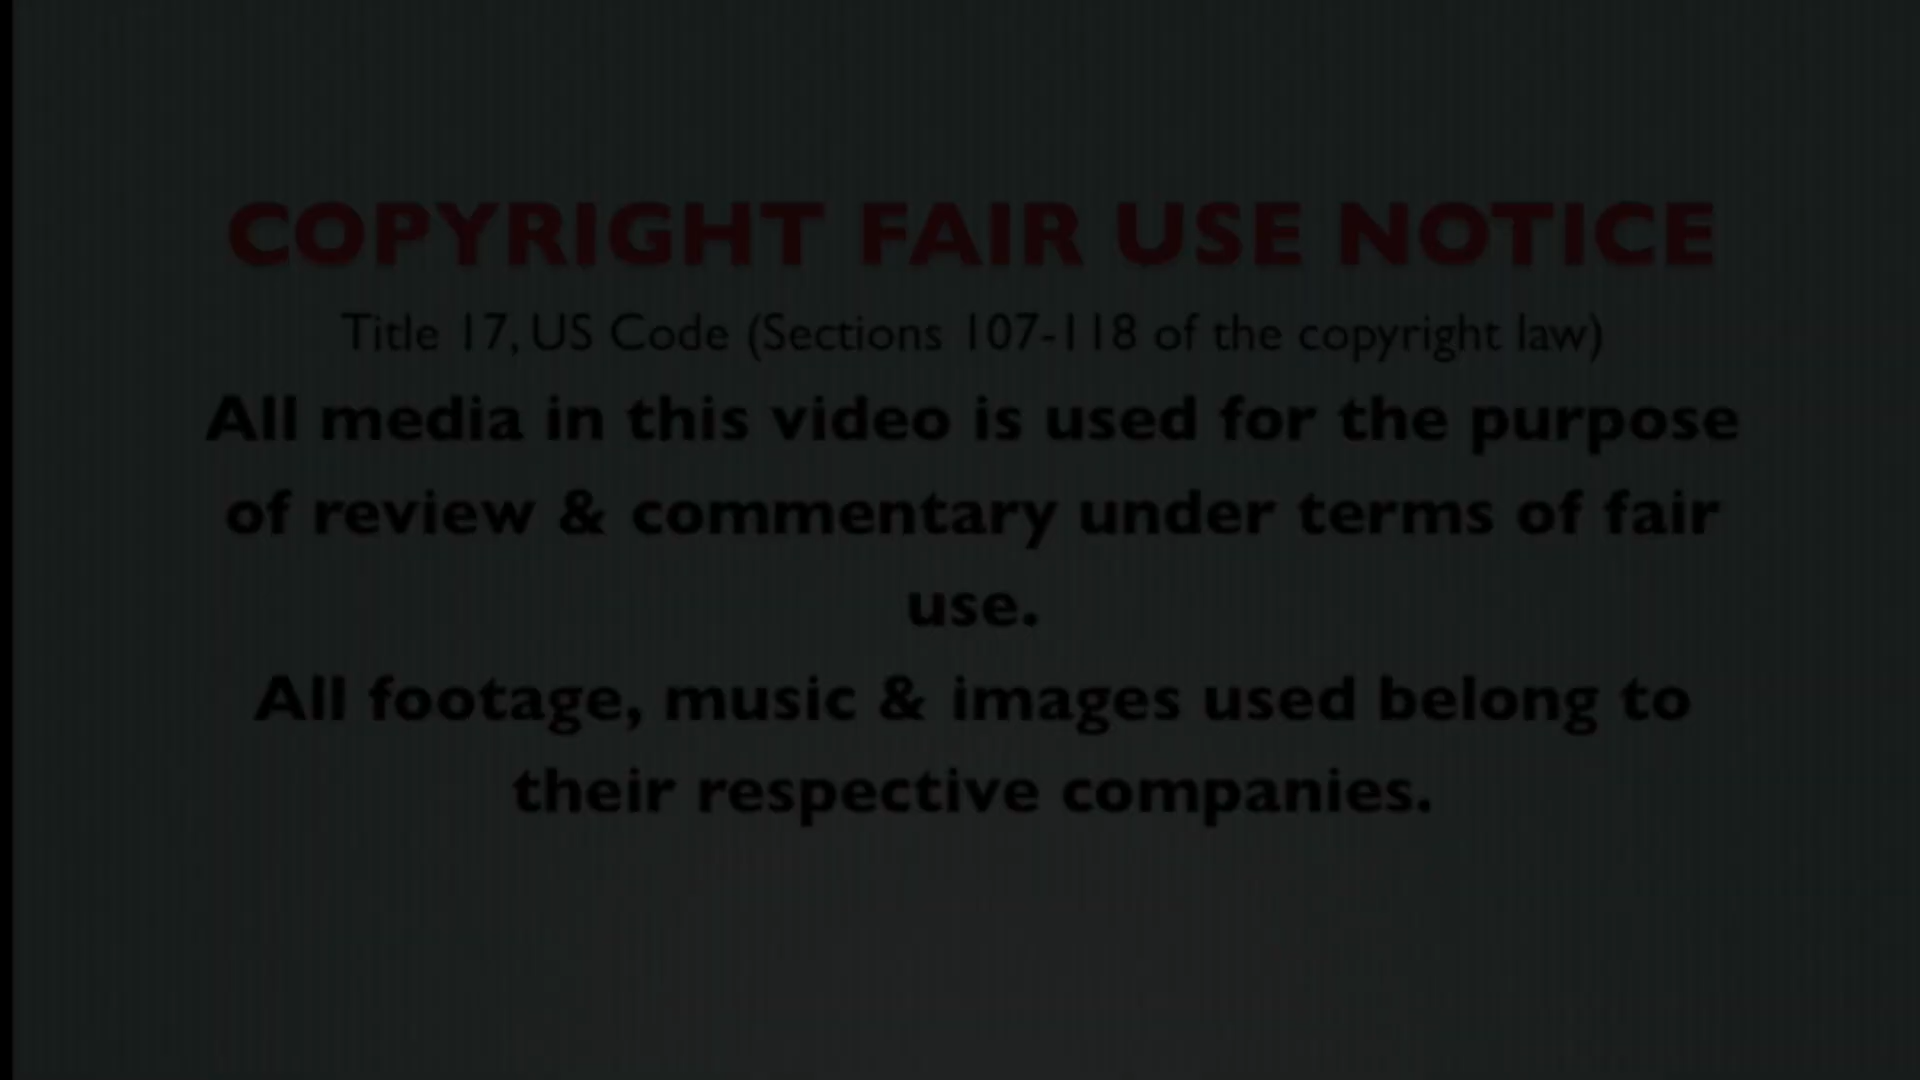 COPYRIGHT FAIR USE NOTICE
Title 17, US Code (Sections 107-118 of the copyright law)
All media in this video is used for the purpose
of review & commentary under terms of fair
use.
All footage, music & images used belong to
their respective companies.